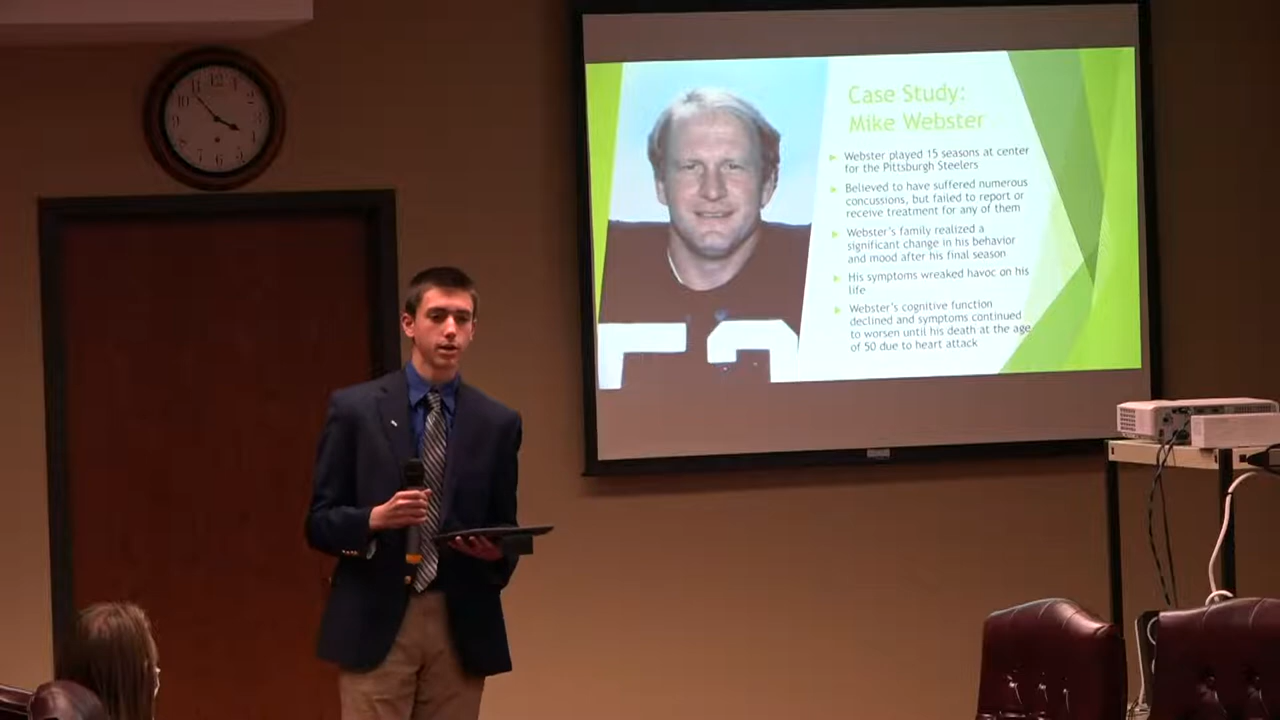 Case Study:
Mike Webster
Webster played 15 seasons at center
for the Pittsburgh Steelers
Believed to have suffered numerous
concussions, but failed to report or
receive treatment for any of them
Webster's family realized a
significant change in his behavior
and mood after his final season
His symptoms wreaked havoc on his
life
Webster's cognitive function
declined and symptoms continued
to worsen until his death at the age
of 50 due to heart attack